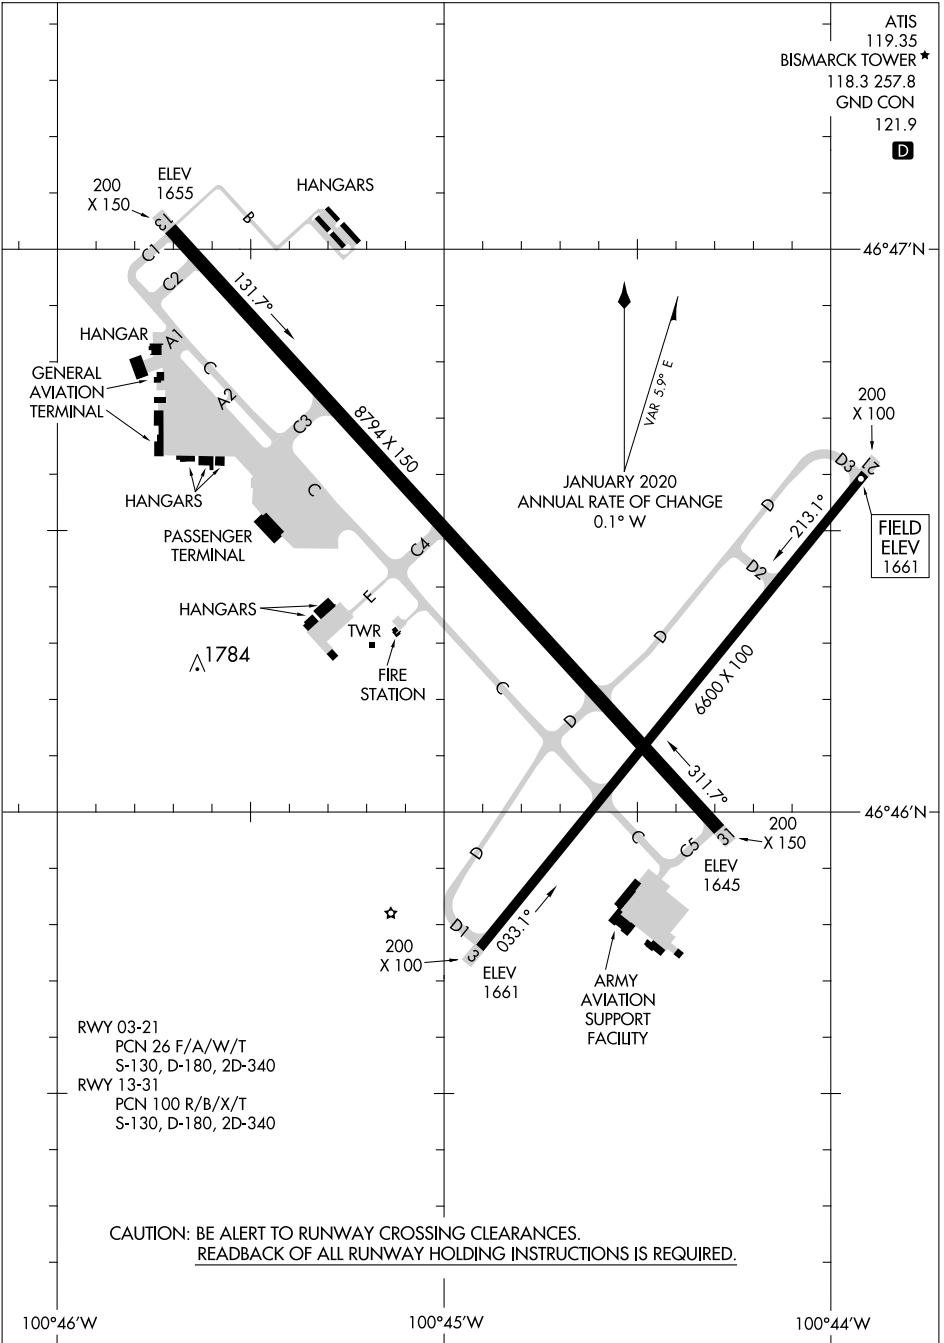 ATIS
119.35
BISMARCK TOWER
118.3 257.8
GND CON
121.9
D
ELEV
1655
200
X 150
HANGARS
13
B
C1
C2
131.7°
46°47'N
HANGAR
A1
GENERAL
AVIATION
TERMINAL
C
A2
C3
8794 X 150
VAR 5.9° E
JANUARY 2020
ANNUAL RATE OF CHANGE
0.1° W
200
X 100
21
D3
D
213.1°
D2
FIELD
ELEV
1661
HANGARS
C
PASSENGER
TERMINAL
C4
E
HANGARS
TWR
1784
FIRE
STATION
D
C
D
6600 X 100
311.7°
46°46'N
31
200
X 150
C
C5
ELEV
1645
D
D1
033.1°
3
200
X 100
ELEV
1661
ARMY
AVIATION
SUPPORT
FACILITY
RWY 03-21
PCN 26 F/A/W/T
S-130, D-180, 2D-340
RWY 13-31
PCN 100 R/B/X/T
S-130, D-180, 2D-340
CAUTION: BE ALERT TO RUNWAY CROSSING CLEARANCES.
READBACK OF ALL RUNWAY HOLDING INSTRUCTIONS IS REQUIRED.
100°46'W
100°45'W
100°44'W